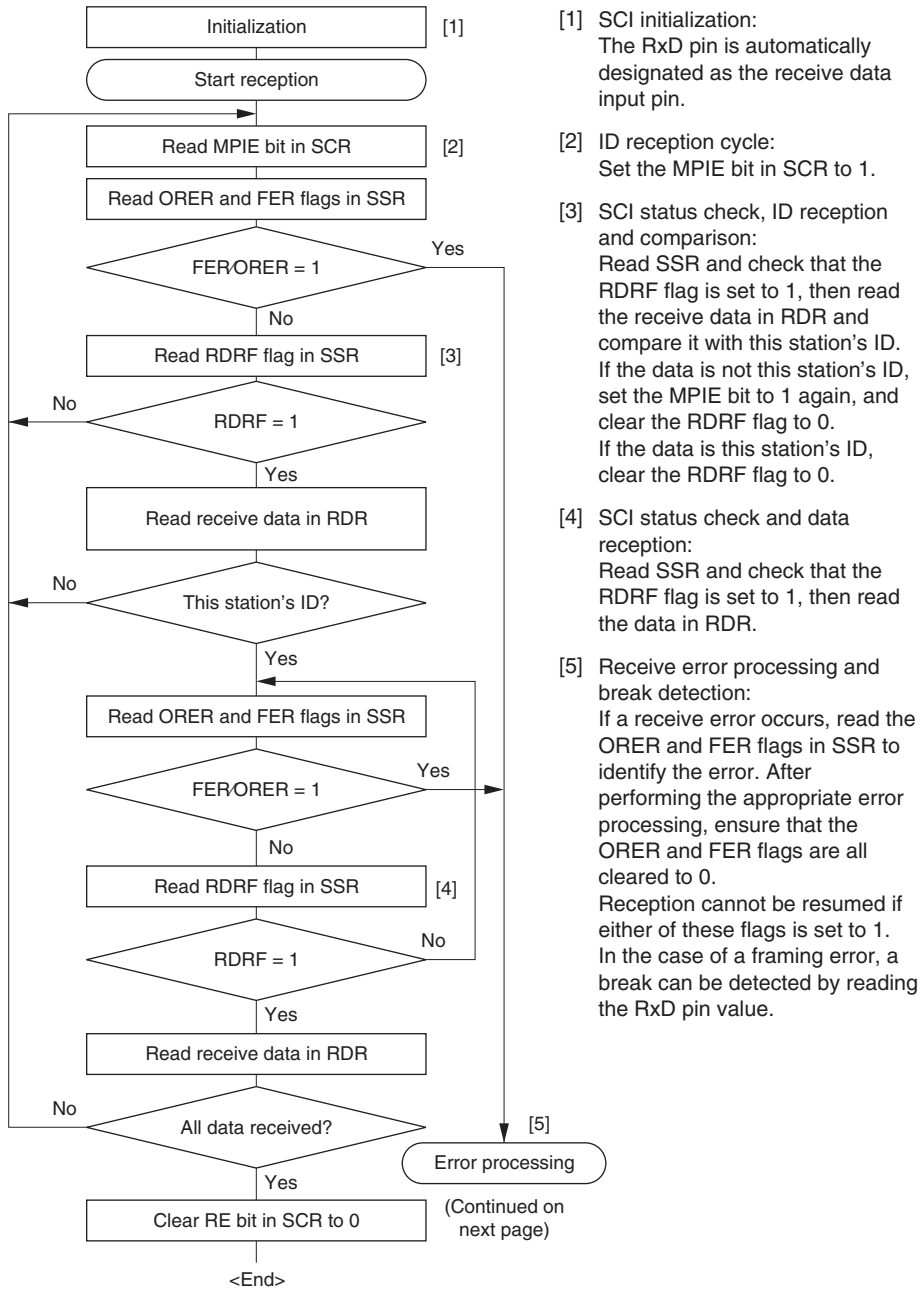 Initialization [1]
Start reception
Read MPIE bit in SCR [2]
Read ORER and FER flags in SSR
Yes
FER/ORER = 1
No
Read RDRF flag in SSR [3]
No
RDRF = 1
Yes
Read receive data in RDR
No
This station's ID?
Yes
Read ORER and FER flags in SSR
Yes
FER/ORER = 1
No
Read RDRF flag in SSR [4]
No
RDRF = 1
Yes
Read receive data in RDR
No
All data received?
[5]
Error processing
Yes
(Continued on
next page)
Clear RE bit in SCR to 0
<End>
[1] SCI initialization:
The RxD pin is automatically
designated as the receive data
input pin.
[2] ID reception cycle:
Set the MPIE bit in SCR to 1.
[3] SCI status check, ID reception
and comparison:
Read SSR and check that the
RDRF flag is set to 1, then read
the receive data in RDR and
compare it with this station's ID.
If the data is not this station's ID,
set the MPIE bit to 1 again, and
clear the RDRF flag to 0.
If the data is this station's ID,
clear the RDRF flag to 0.
[4] SCI status check and data
reception:
Read SSR and check that the
RDRF flag is set to 1, then read
the data in RDR.
[5] Receive error processing and
break detection:
If a receive error occurs, read the
ORER and FER flags in SSR to
identify the error. After
performing the appropriate error
processing, ensure that the
ORER and FER flags are all
cleared to 0.
Reception cannot be resumed if
either of these flags is set to 1.
In the case of a framing error, a
break can be detected by reading
the RxD pin value.